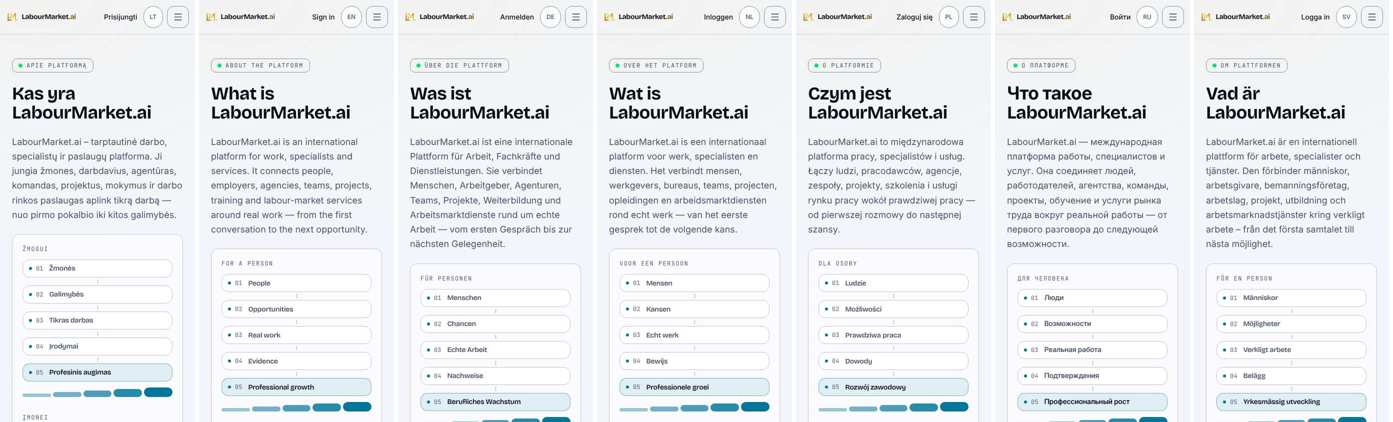 LabourMarket.ai
Prisijungti
LT
APIE PLATFORMĄ
Kas yra
LabourMarket.ai
LabourMarket.ai – tarptautinė darbo,
specialistų ir paslaugų platforma. Ji
jungia žmones, darbdavius, agentūras,
komandas, projektus, mokymus ir darbo
rinkos paslaugas aplink tikrą darbą —
nuo pirmo pokalbio iki kitos galimybės.
ŽMOGUI
01 Žmonės
02 Galimybės
03 Tikras darbas
04 Įrodymai
05 Profesinis augimas
ĮMONEI
LabourMarket.ai
Sign in
EN
ABOUT THE PLATFORM
What is
LabourMarket.ai
LabourMarket.ai is an international
platform for work, specialists and
services. It connects people,
employers, agencies, teams, projects,
training and labour-market services
around real work — from the first
conversation to the next opportunity.
FOR A PERSON
01 People
02 Opportunities
03 Real work
04 Evidence
05 Professional growth
LabourMarket.ai
Anmelden
DE
ÜBER DIE PLATTFORM
Was ist
LabourMarket.ai
LabourMarket.ai ist eine internationale
Plattform für Arbeit, Fachkräfte und
Dienstleistungen. Sie verbindet
Menschen, Arbeitgeber, Agenturen,
Teams, Projekte, Weiterbildung und
Arbeitsmarktdienste rund um echte
Arbeit — vom ersten Gespräch bis zur
nächsten Gelegenheit.
FÜR PERSONEN
01 Menschen
02 Chancen
03 Echte Arbeit
04 Nachweise
05 Berufliches Wachstum
LabourMarket.ai
Inloggen
NL
OVER HET PLATFORM
Wat is
LabourMarket.ai
LabourMarket.ai is een internationaal
platform voor werk, specialisten en
diensten. Het verbindt mensen,
werkgevers, bureaus, teams, projecten,
opleidingen en arbeidsmarktdiensten
rond echt werk — van het eerste
gesprek tot de volgende kans.
VOOR EEN PERSOON
01 Mensen
02 Kansen
03 Echt werk
04 Bewijs
05 Professionele groei
LabourMarket.ai
Zaloguj się
PL
O PLATFORMIE
Czym jest
LabourMarket.ai
LabourMarket.ai to międzynarodowa
platforma pracy, specjalistów i usług.
Łączy ludzi, pracodawców, agencje,
zespoły, projekty, szkolenia i usługi
rynku pracy wokół prawdziwej pracy —
od pierwszej rozmowy do następnej
szansy.
DLA OSOBY
01 Ludzie
02 Możliwości
03 Prawdziwa praca
04 Dowody
05 Rozwój zawodowy
LabourMarket.ai
Войти
RU
О ПЛАТФОРМЕ
Что такое
LabourMarket.ai
LabourMarket.ai — международная
платформа работы, специалистов и
услуг. Она соединяет людей,
работодателей, агентства, команды,
проекты, обучение и услуги рынка
труда вокруг реальной работы — от
первого разговора до следующей
возможности.
ДЛЯ ЧЕЛОВЕКА
01 Люди
02 Возможности
03 Реальная работа
04 Подтверждения
05 Профессиональный рост
LabourMarket.ai
Logga in
SV
OM PLATTFORMEN
Vad är
LabourMarket.ai
LabourMarket.ai är en internationell
plattform för arbete, specialister och
tjänster. Den förbinder människor,
arbetsgivare, bemanningsföretag,
arbetslag, projekt, utbildning och
arbetsmarknadstjänster kring verkligt
arbete – från det första samtalet till
nästa möjlighet.
FÖR EN PERSON
01 Människor
02 Möjligheter
03 Verkligt arbete
04 Belägg
05 Yrkesmässig utveckling